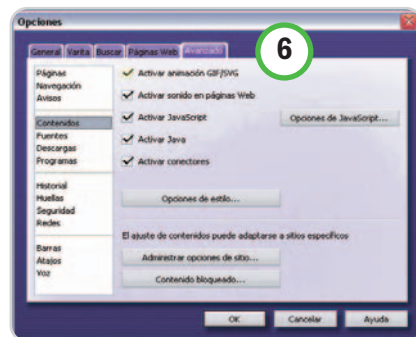 Opciones
6
General Varita Buscar Páginas Web Avanzado
Páginas
Navegación
Avisos
Contenidos
Fuentes
Descargas
Programas
Historial
Huellas
Seguridad
Redes
Barras
Atajos
Voz
Activar animación GIF/SVG
Activar sonido en páginas Web
Activar JavaScript
Opciones de JavaScript...
Activar Java
Activar conectores
Opciones de estilo...
El ajuste de contenidos puede adaptarse a sitios específicos
Administrar opciones de sitio...
Contenido bloqueado...
OK Cancelar Ayuda